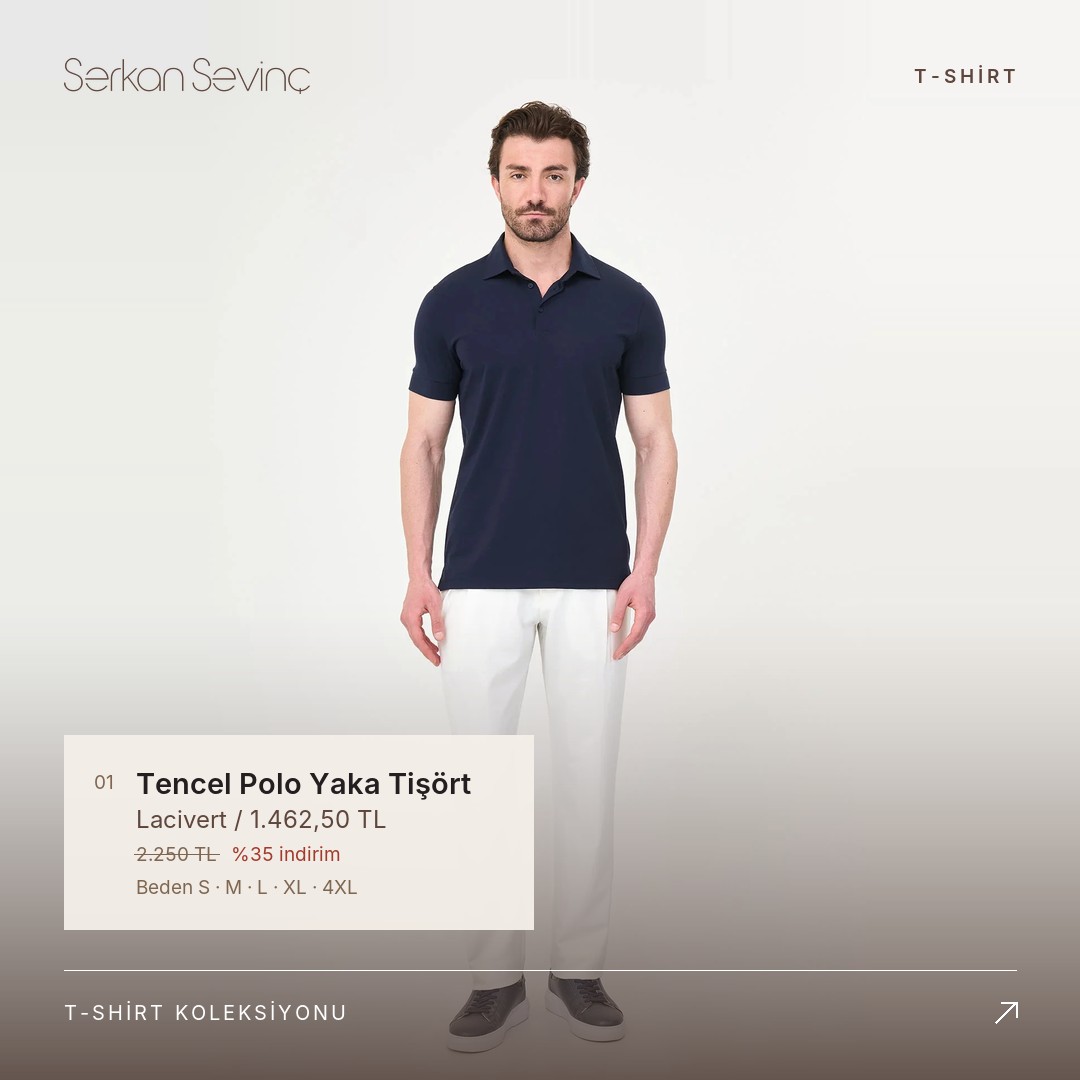 Serkan Sevinç
T-SHİRT
01
Tencel Polo Yaka Tişört
Lacivert / 1.462,50 TL
2.250 TL %35 indirim
Beden S · M · L · XL · 4XL
T-SHİRT KOLEKSİYONU